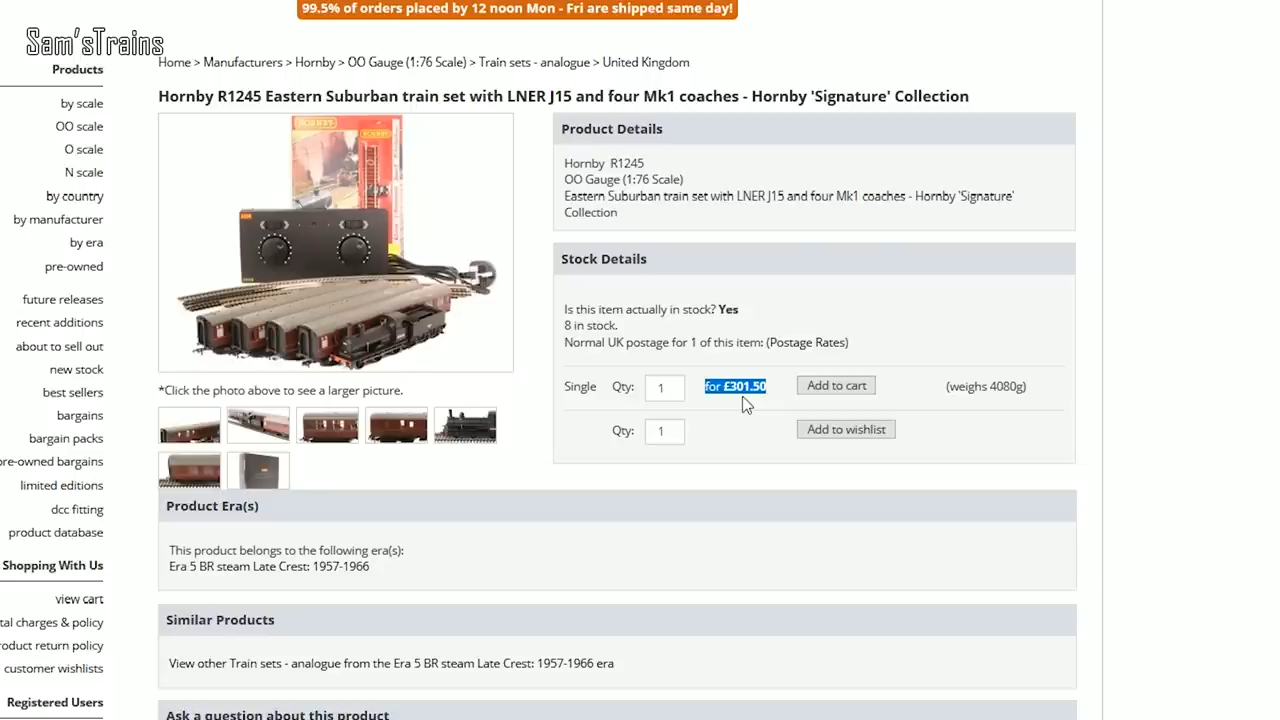 99.5% of orders placed by 12 noon Mon - Fri are shipped same day!
Sam'sTrains
Home > Manufacturers > Hornby > OO Gauge (1:76 Scale) > Train sets - analogue > United Kingdom
Products
by scale
OO scale
O scale
N scale
by country
by manufacturer
by era
pre-owned
future releases
recent additions
about to sell out
new stock
best sellers
bargains
bargain packs
pre-owned bargains
limited editions
dcc fitting
product database
Shopping With Us
view cart
tal charges & policy
roduct return policy
customer wishlists
Registered Users
Hornby R1245 Eastern Suburban train set with LNER J15 and four Mk1 coaches - Hornby 'Signature' Collection
HORNBY
*Click the photo above to see a larger picture.
Product Details
Hornby R1245
OO Gauge (1:76 Scale)
Eastern Suburban train set with LNER J15 and four Mk1 coaches - Hornby 'Signature'
Collection
Stock Details
Is this item actually in stock? Yes
8 in stock.
Normal UK postage for 1 of this item: (Postage Rates)
Single Qty: 1 for £301.50 Add to cart (weighs 4080g)
Qty: 1 Add to wishlist
Product Era(s)
This product belongs to the following era(s):
Era 5 BR steam Late Crest: 1957-1966
Similar Products
View other Train sets - analogue from the Era 5 BR steam Late Crest: 1957-1966 era
Ask a question about this product